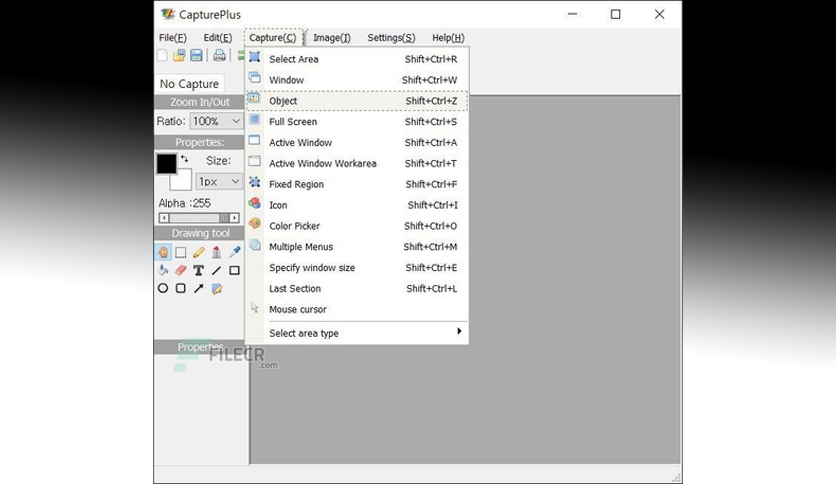 CapturePlus
File(F) Edit(E) Capture(C) Image(I) Settings(S) Help(H)
No Capture
Zoom In/Out
Ratio: 100%
Properties:
Size:
1px
Alpha :255
Drawing tool
Properties
Select Area Shift+Ctrl+R
Window Shift+Ctrl+W
Object Shift+Ctrl+Z
Full Screen Shift+Ctrl+S
Active Window Shift+Ctrl+A
Active Window Workarea Shift+Ctrl+T
Fixed Region Shift+Ctrl+F
Icon Shift+Ctrl+I
Color Picker Shift+Ctrl+O
Multiple Menus Shift+Ctrl+M
Specify window size Shift+Ctrl+E
Last Section Shift+Ctrl+L
Mouse cursor
Select area type
FILECR
.com